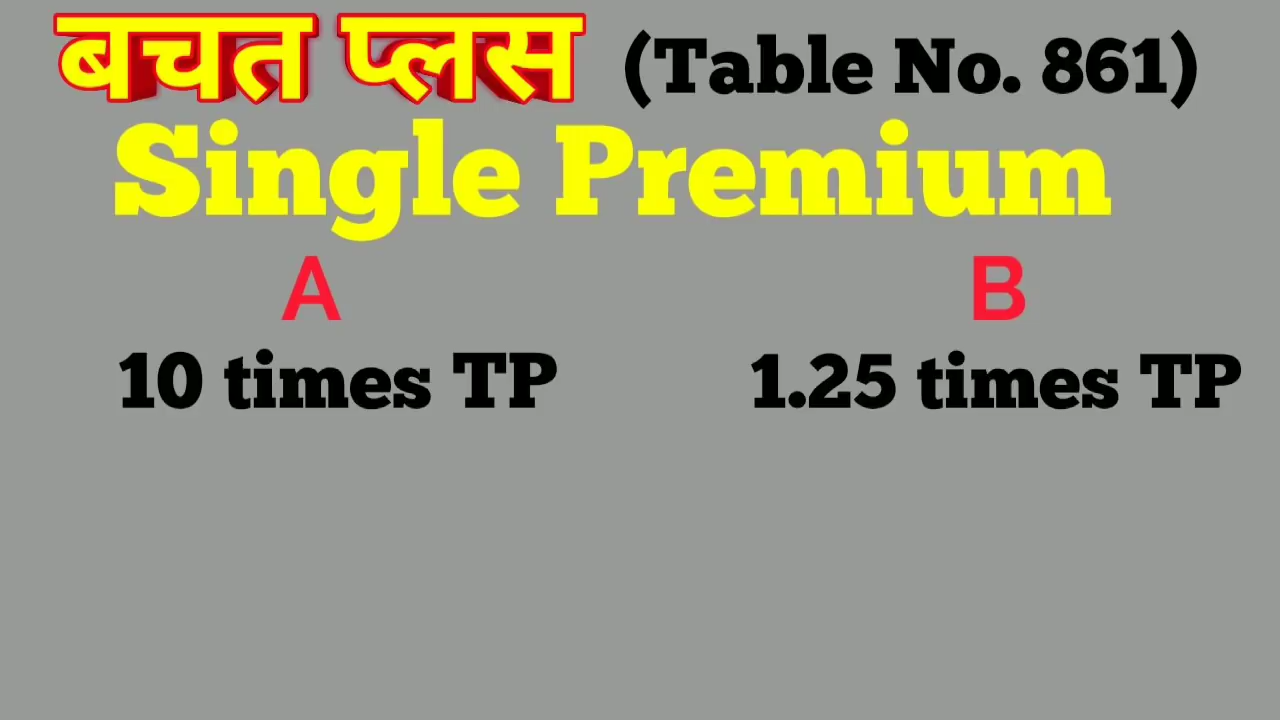 बचत प्लस (Table No. 861)
Single Premium
A B
10 times TP 1.25 times TP